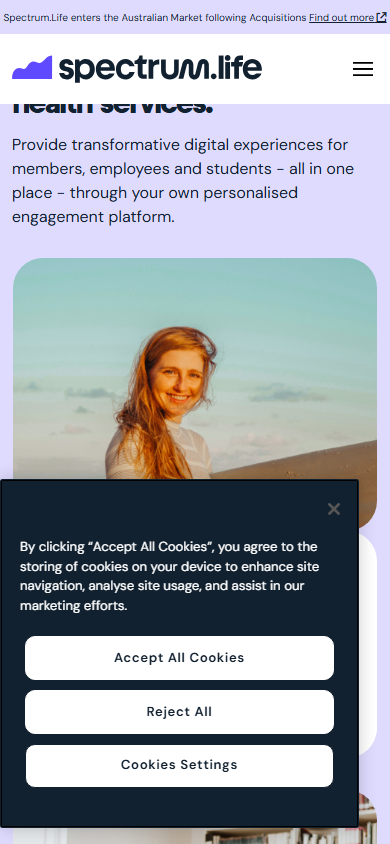 Spectrum.Life enters the Australian Market following Acquisitions Find out more
spectrum.life
health services.
Provide transformative digital experiences for
members, employees and students - all in one
place - through your own personalised
engagement platform.
By clicking “Accept All Cookies”, you agree to the
storing of cookies on your device to enhance site
navigation, analyse site usage, and assist in our
marketing efforts.
Accept All Cookies
Reject All
Cookies Settings